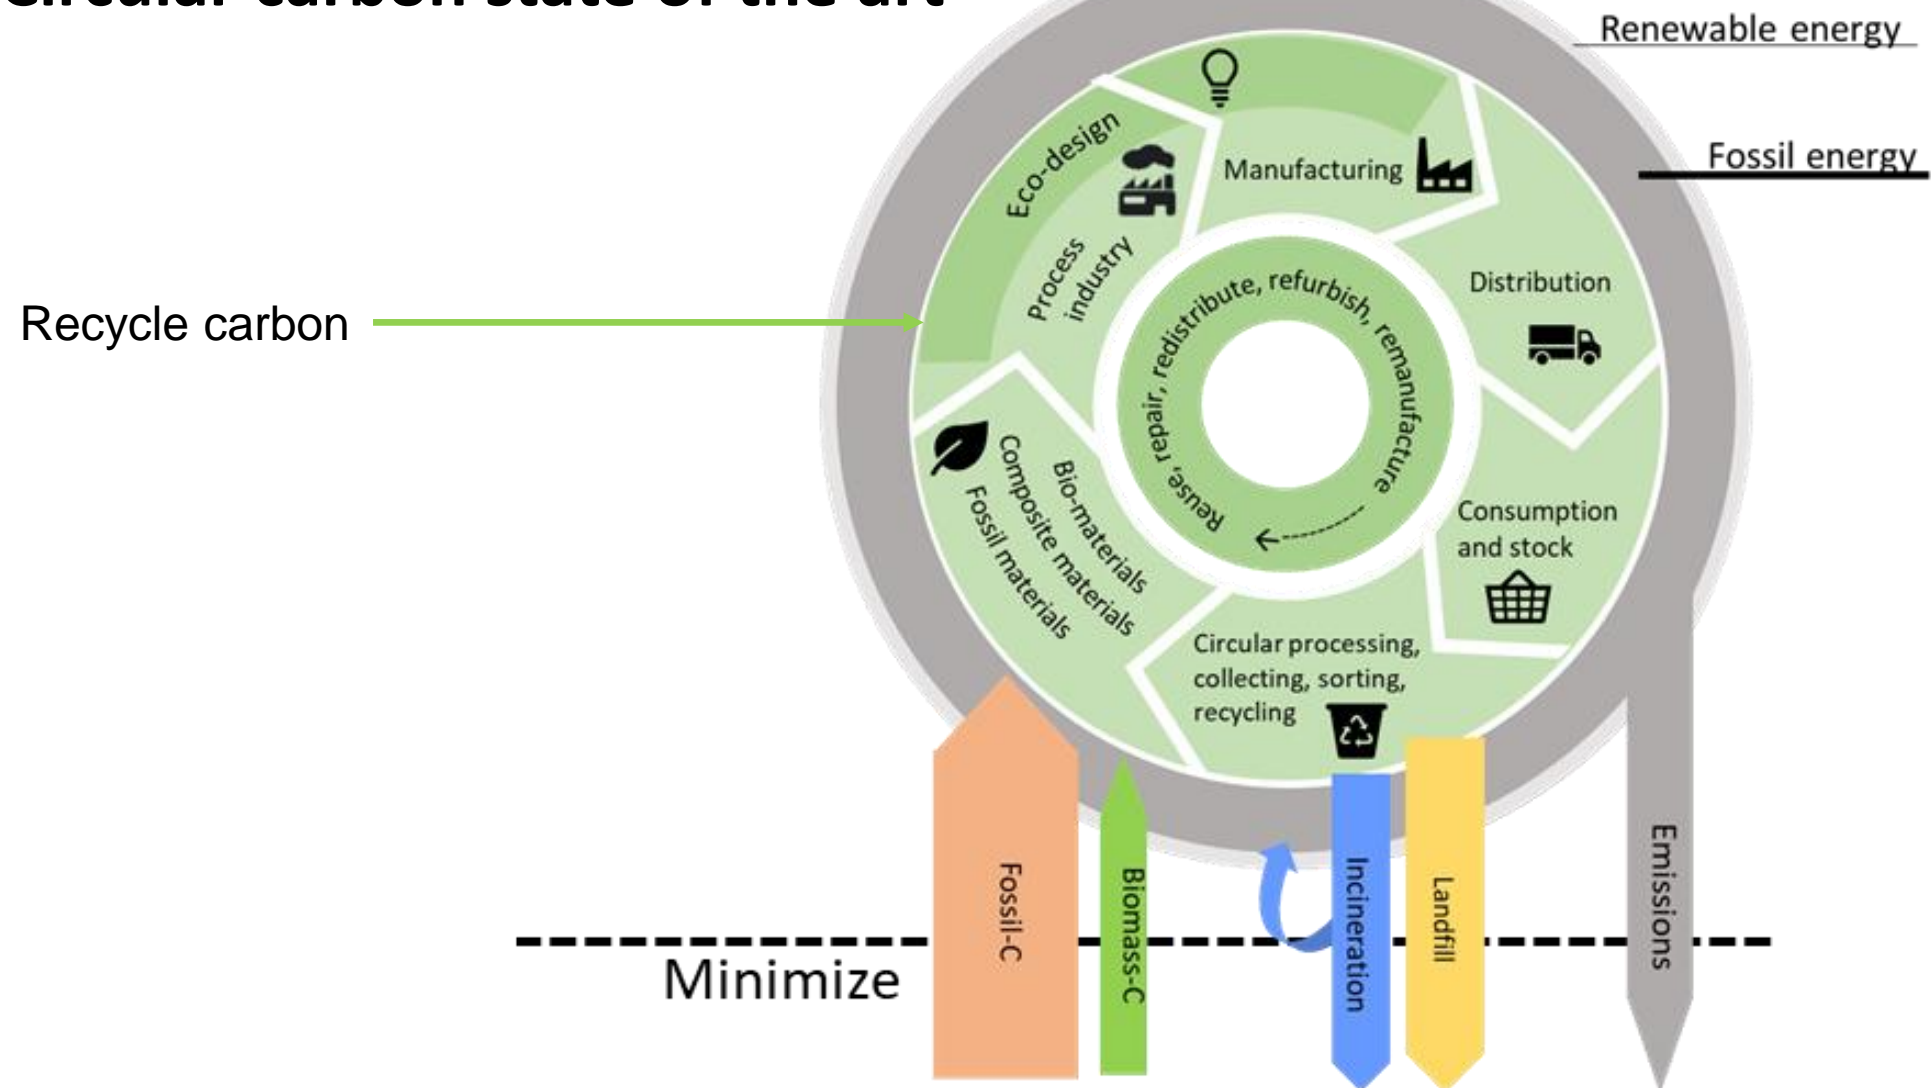 Circular carbon state of the art
Renewable energy
Fossil energy
Recycle carbon
Eco-design
Process
industry
Manufacturing
Distribution
Reuse, repair, redistribute, refurbish, remanufacture
Consumption
and stock
Bio-materials
Composite materials
Fossil materials
Circular processing,
collecting, sorting,
recycling
Fossil-C
Biomass-C
Incineration
Landfill
Emissions
Minimize